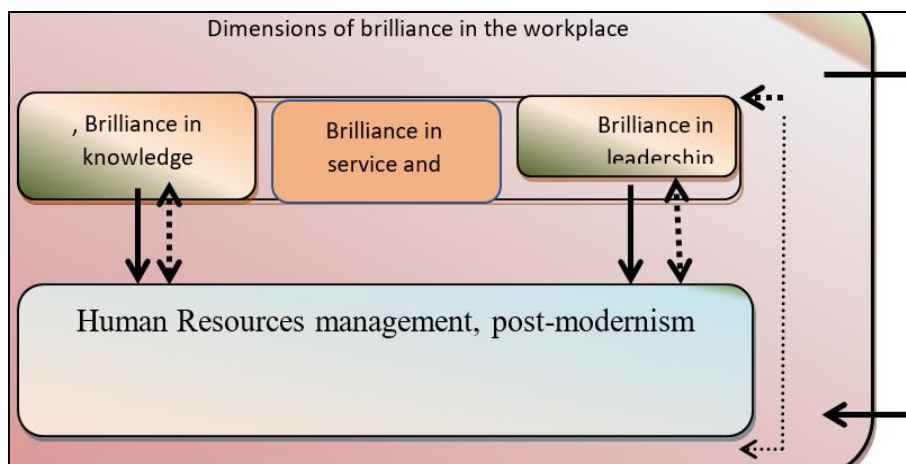 Dimensions of brilliance in the workplace
, Brilliance in
knowledge
Brilliance in
service and
Brilliance in
leadership
Human Resources management, post-modernism